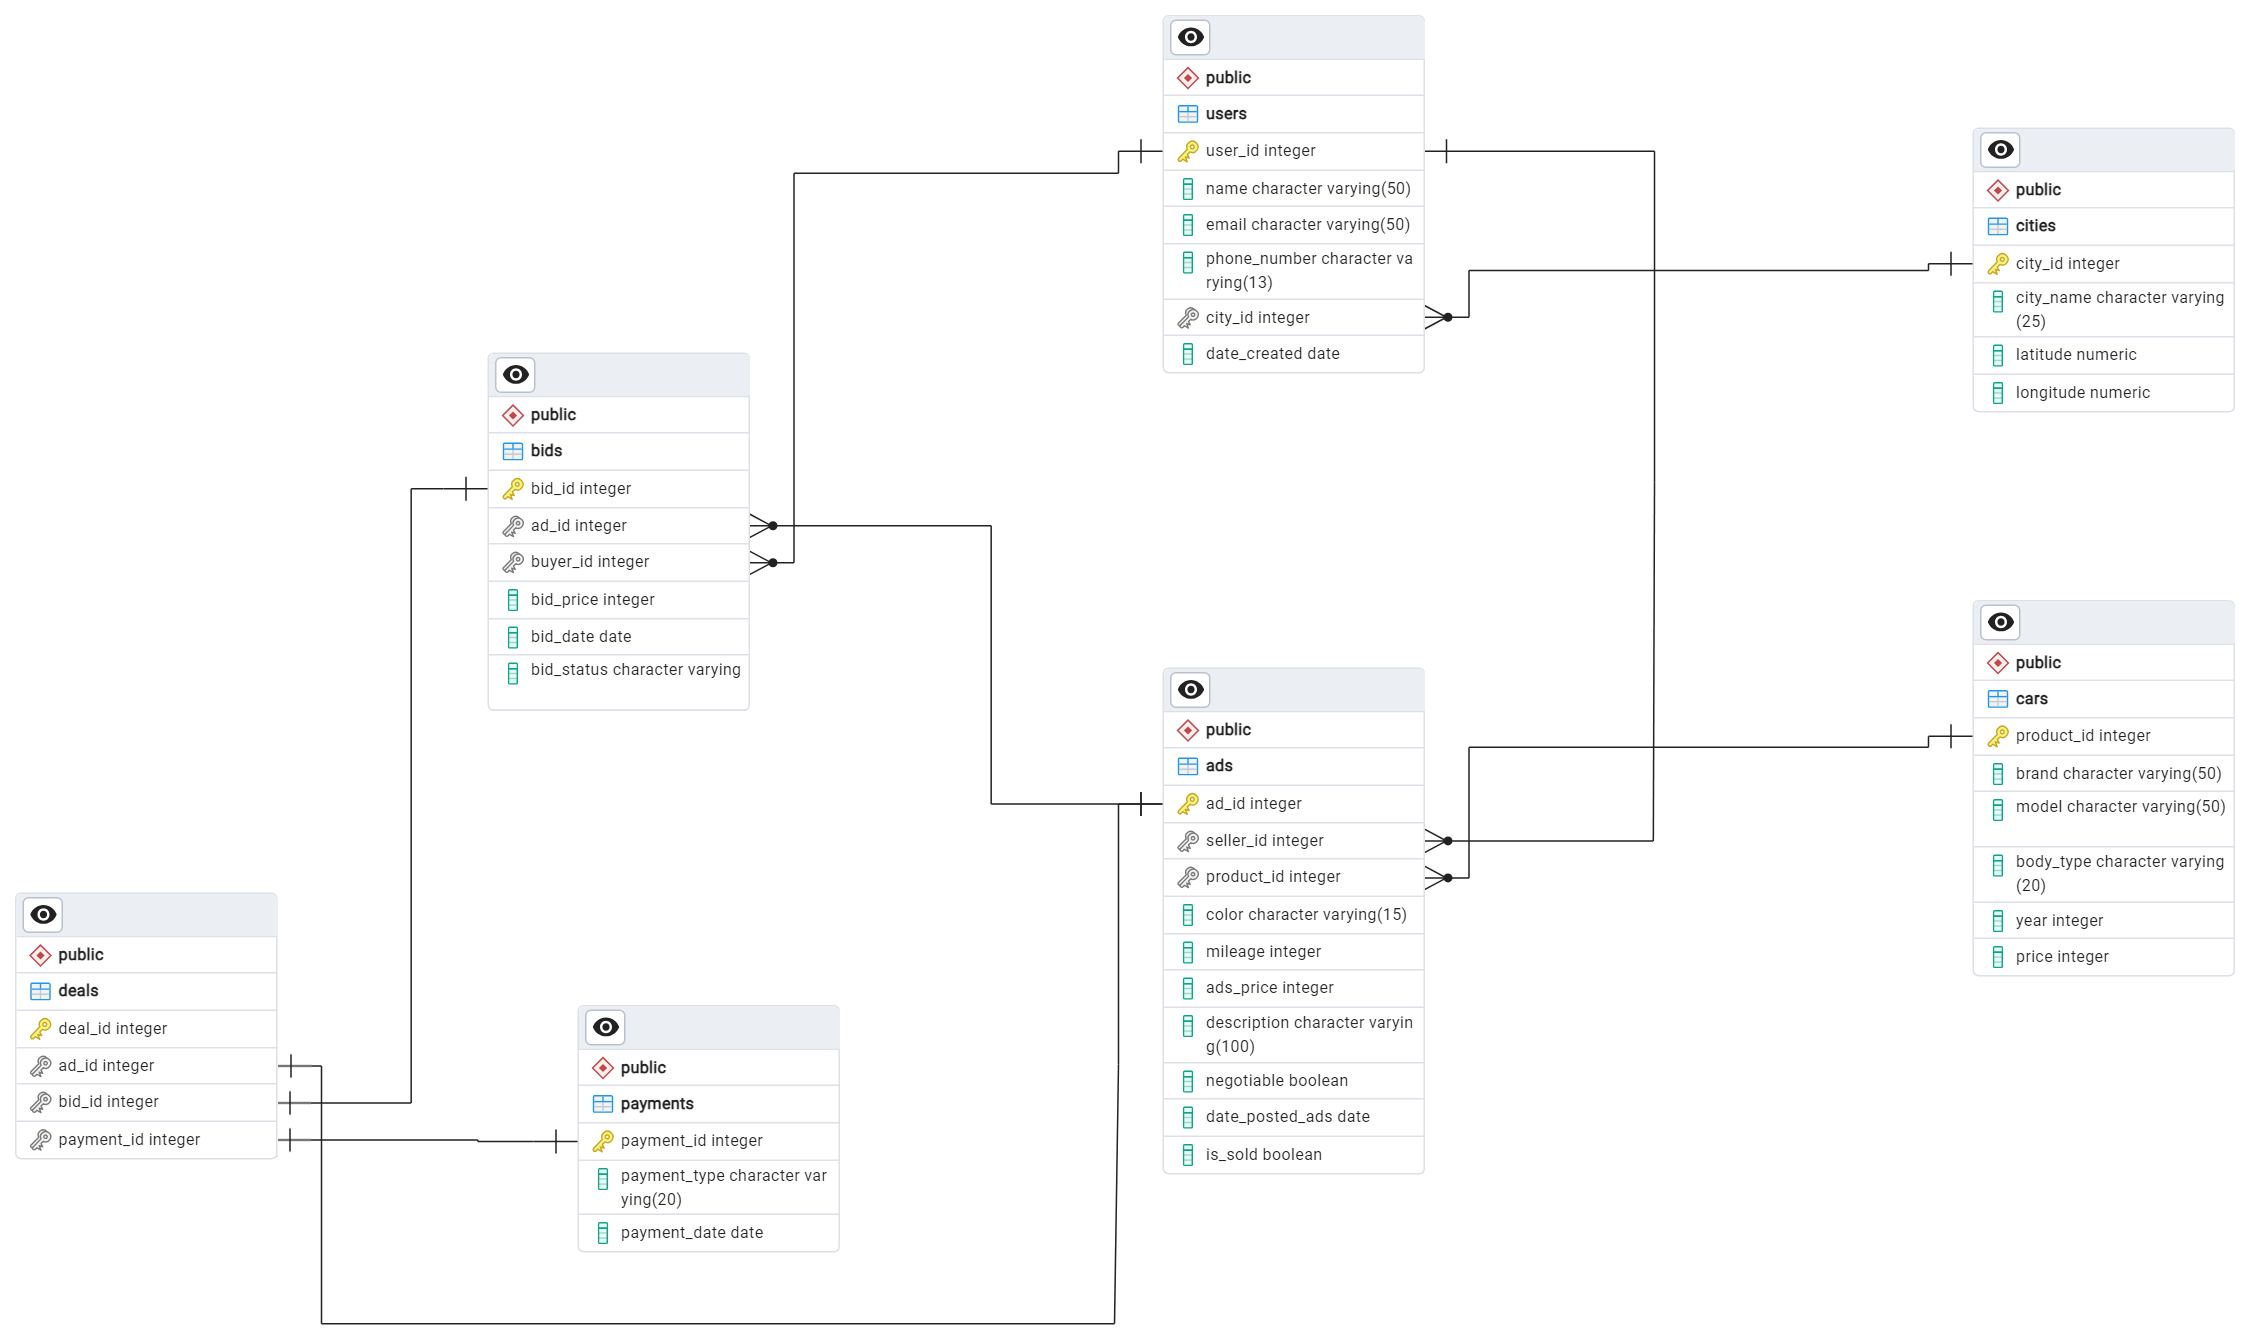 public
users
user_id integer
name character varying(50)
email character varying(50)
phone_number character va
rying(13)
city_id integer
date_created date
public
cities
city_id integer
city_name character varying
(25)
latitude numeric
longitude numeric
public
bids
bid_id integer
ad_id integer
buyer_id integer
bid_price integer
bid_date date
bid_status character varying
public
ads
ad_id integer
seller_id integer
product_id integer
color character varying(15)
mileage integer
ads_price integer
description character varyin
g(100)
negotiable boolean
date_posted_ads date
is_sold boolean
public
cars
product_id integer
brand character varying(50)
model character varying(50)
body_type character varying
(20)
year integer
price integer
public
deals
deal_id integer
ad_id integer
bid_id integer
payment_id integer
public
payments
payment_id integer
payment_type character var
ying(20)
payment_date date